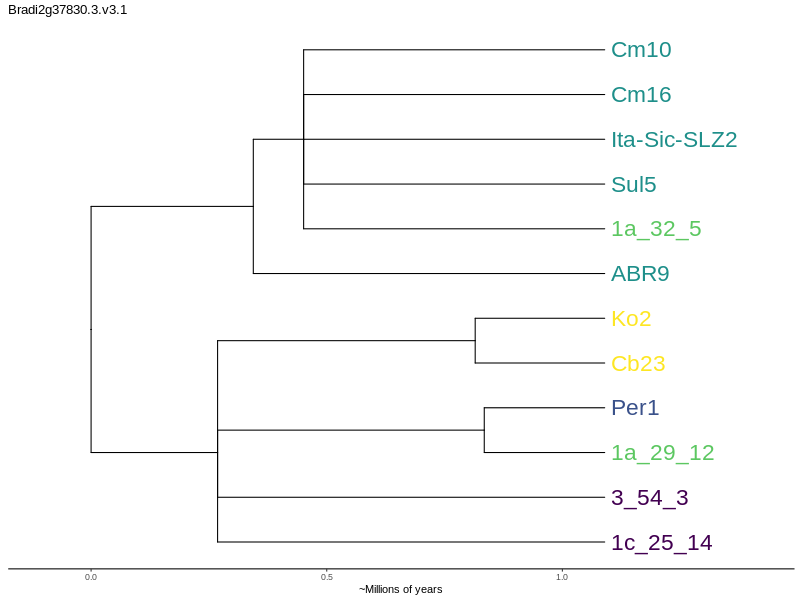 Bradi2g37830.3.v3.1
Cm10
Cm16
Ita-Sic-SLZ2
Sul5
1a_32_5
ABR9
Ko2
Cb23
Per1
1a_29_12
3_54_3
1c_25_14
0.0 0.5 1.0
~Millions of years